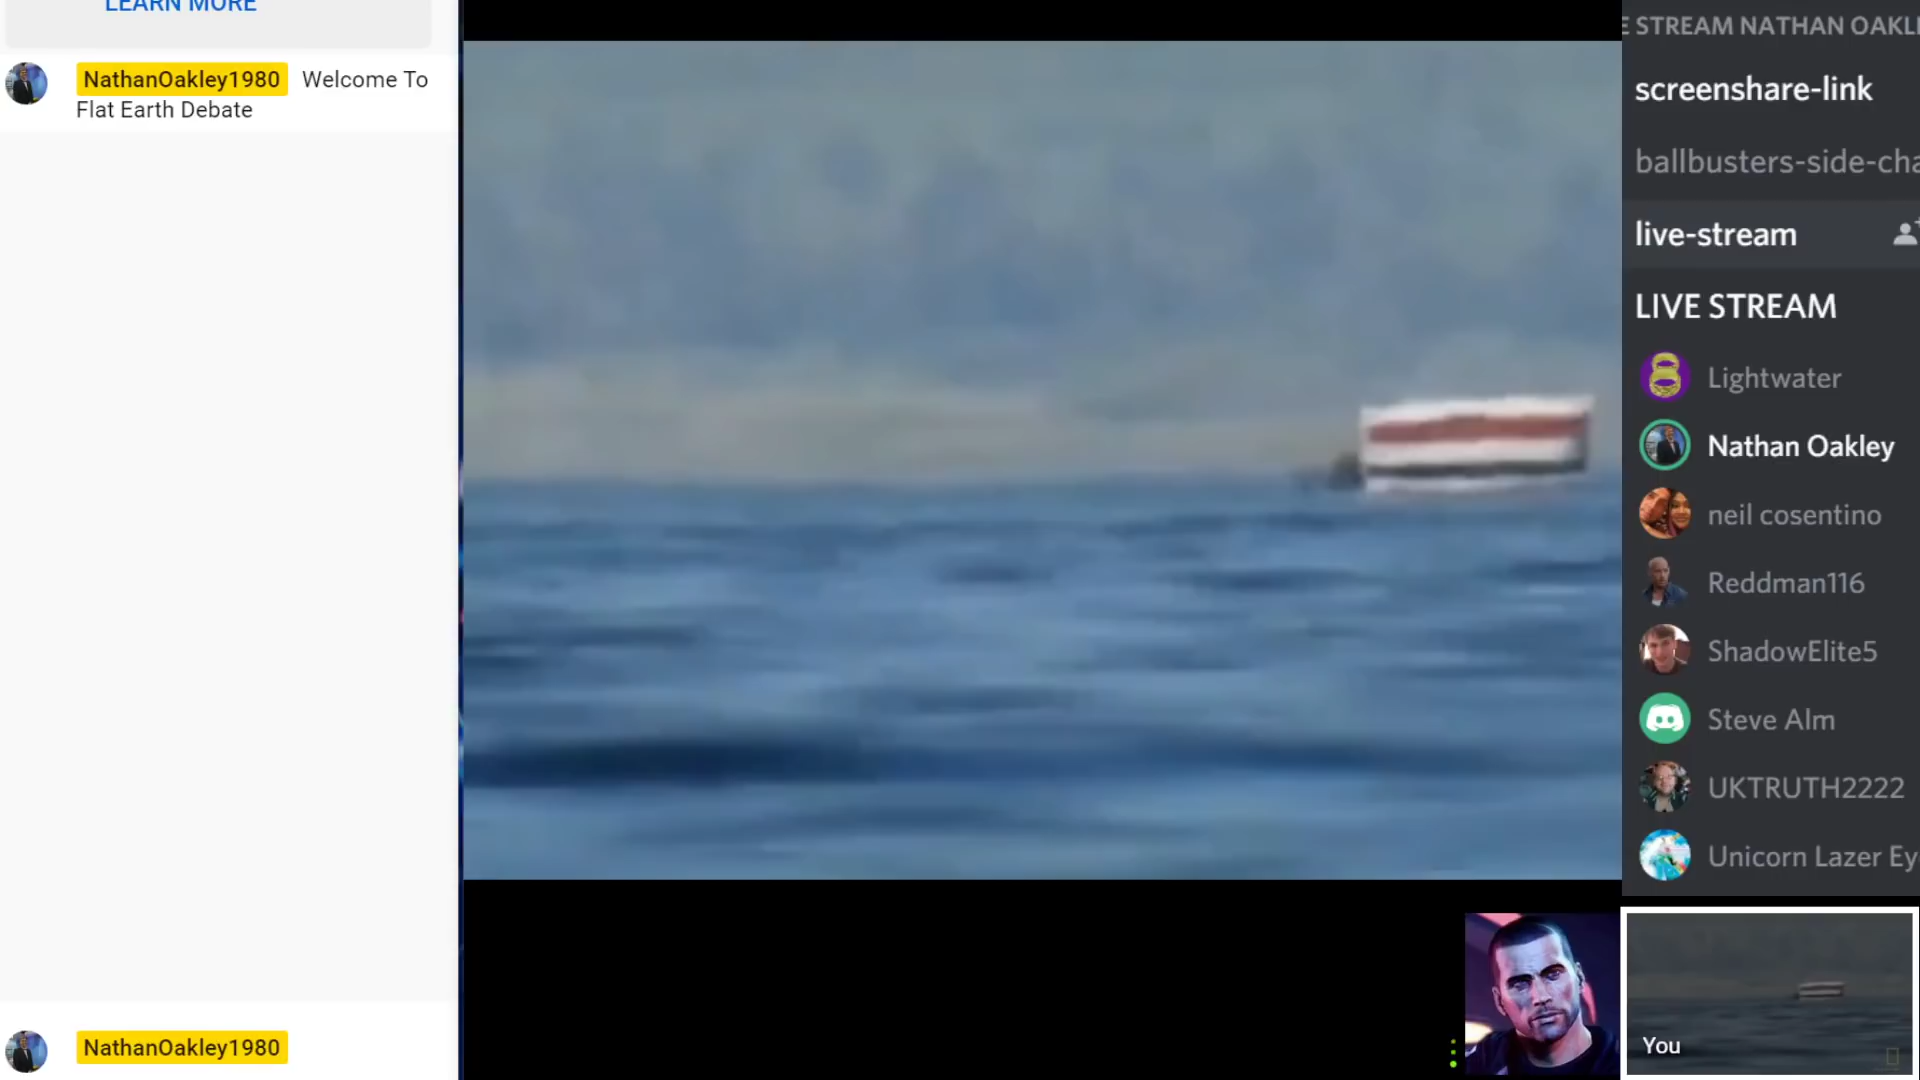 LEARN MORE
NathanOakley1980 Welcome To
Flat Earth Debate
NathanOakley1980
E STREAM NATHAN OAKL
screenshare-link
ballbusters-side-cha
live-stream
LIVE STREAM
Lightwater
Nathan Oakley
neil cosentino
Reddman116
ShadowElite5
Steve Alm
UKTRUTH2222
Unicorn Lazer Ey
You